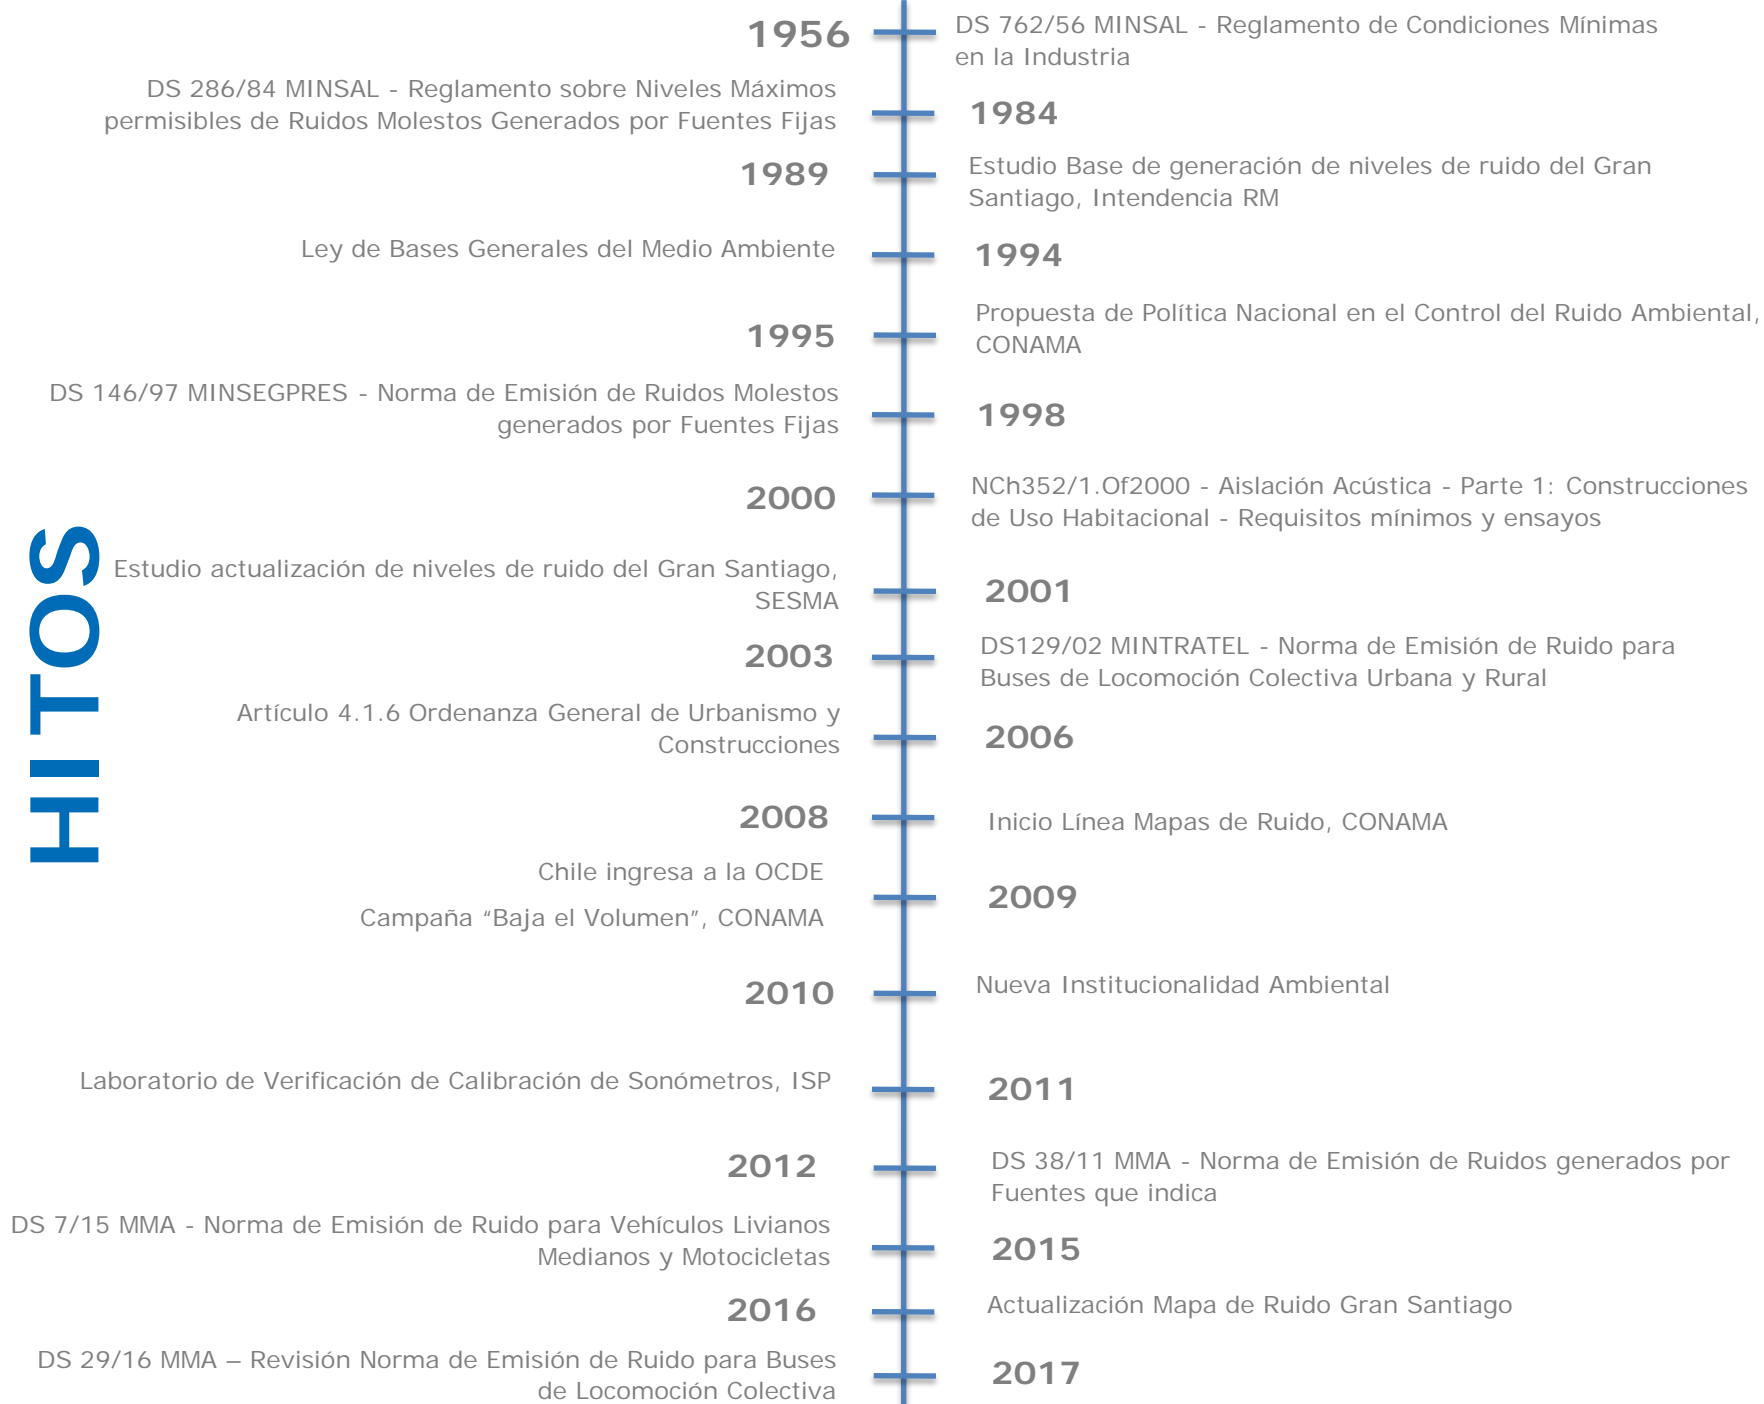 HITOS
1956
DS 762/56 MINSAL - Reglamento de Condiciones Mínimas
en la Industria
DS 286/84 MINSAL - Reglamento sobre Niveles Máximos
permisibles de Ruidos Molestos Generados por Fuentes Fijas
1984
1989
Estudio Base de generación de niveles de ruido del Gran
Santiago, Intendencia RM
Ley de Bases Generales del Medio Ambiente
1994
1995
Propuesta de Política Nacional en el Control del Ruido Ambiental,
CONAMA
DS 146/97 MINSEGPRES - Norma de Emisión de Ruidos Molestos
generados por Fuentes Fijas
1998
2000
NCh352/1.Of2000 - Aislación Acústica - Parte 1: Construcciones
de Uso Habitacional - Requisitos mínimos y ensayos
Estudio actualización de niveles de ruido del Gran Santiago,
SESMA
2001
2003
DS129/02 MINTRATEL - Norma de Emisión de Ruido para
Buses de Locomoción Colectiva Urbana y Rural
Artículo 4.1.6 Ordenanza General de Urbanismo y
Construcciones
2006
2008
Inicio Línea Mapas de Ruido, CONAMA
Chile ingresa a la OCDE
Campaña “Baja el Volumen”, CONAMA
2009
2010
Nueva Institucionalidad Ambiental
Laboratorio de Verificación de Calibración de Sonómetros, ISP
2011
2012
DS 38/11 MMA - Norma de Emisión de Ruidos generados por
Fuentes que indica
DS 7/15 MMA - Norma de Emisión de Ruido para Vehículos Livianos
Medianos y Motocicletas
2015
2016
Actualización Mapa de Ruido Gran Santiago
DS 29/16 MMA – Revisión Norma de Emisión de Ruido para Buses
de Locomoción Colectiva
2017